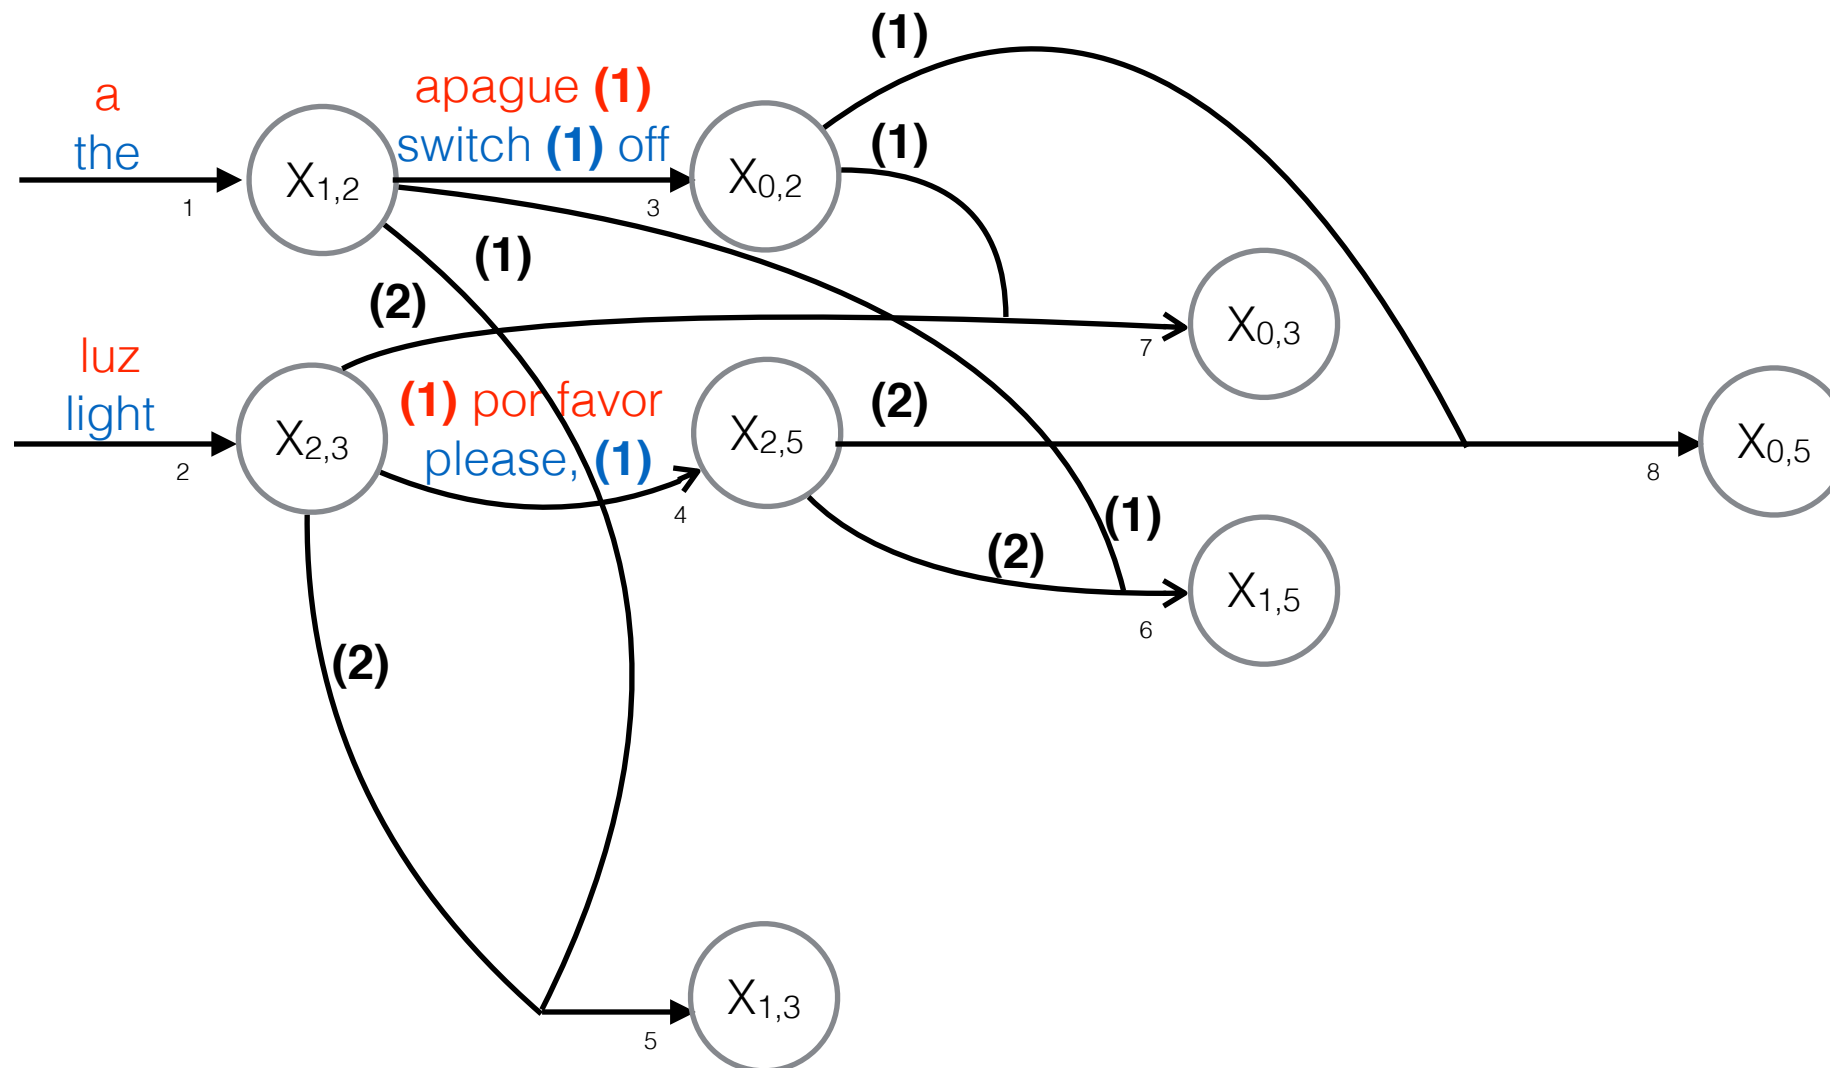 (1)
a
the
apague (1)
switch (1) off
(1)
X1,2
X0,2
1
3
(1)
(2)
X0,3
7
luz
light
(1) por favor
please, (1)
(2)
X2,3
X2,5
X0,5
2
4
8
(1)
(2)
X1,5
6
(2)
X1,3
5